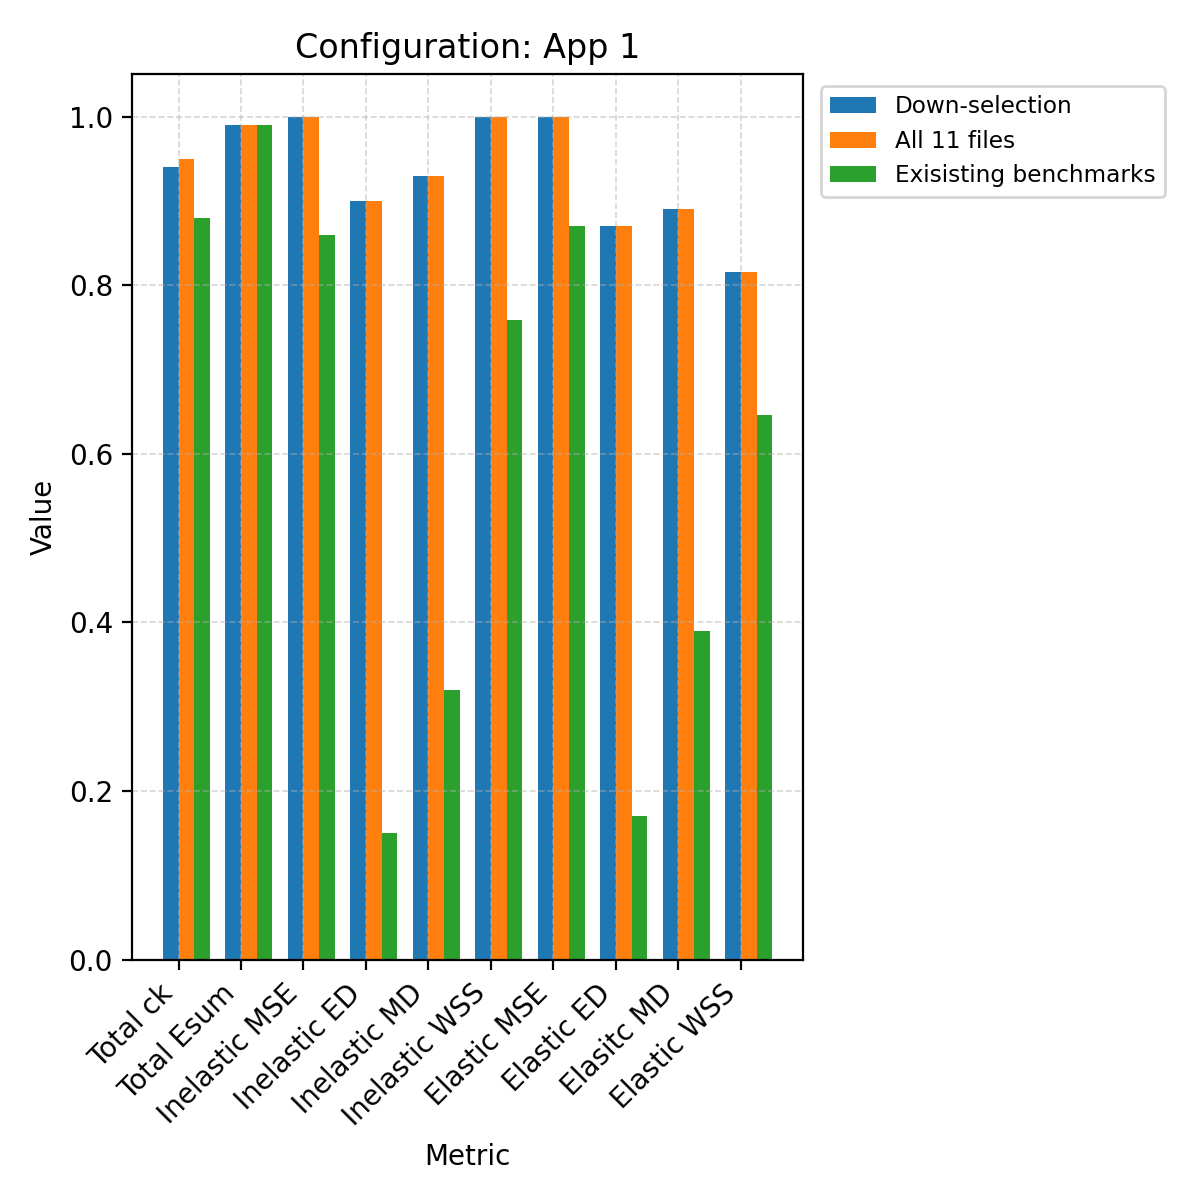 Configuration: App 1
Down-selection
All 11 files
Exisisting benchmarks
1.0
0.8
0.6
0.4
0.2
0.0
Value
Total ck
Total Esum
Inelastic MSE
Inelastic ED
Inelastic MD
Inelastic WSS
Elastic MSE
Elastic ED
Elasitc MD
Elastic WSS
Metric